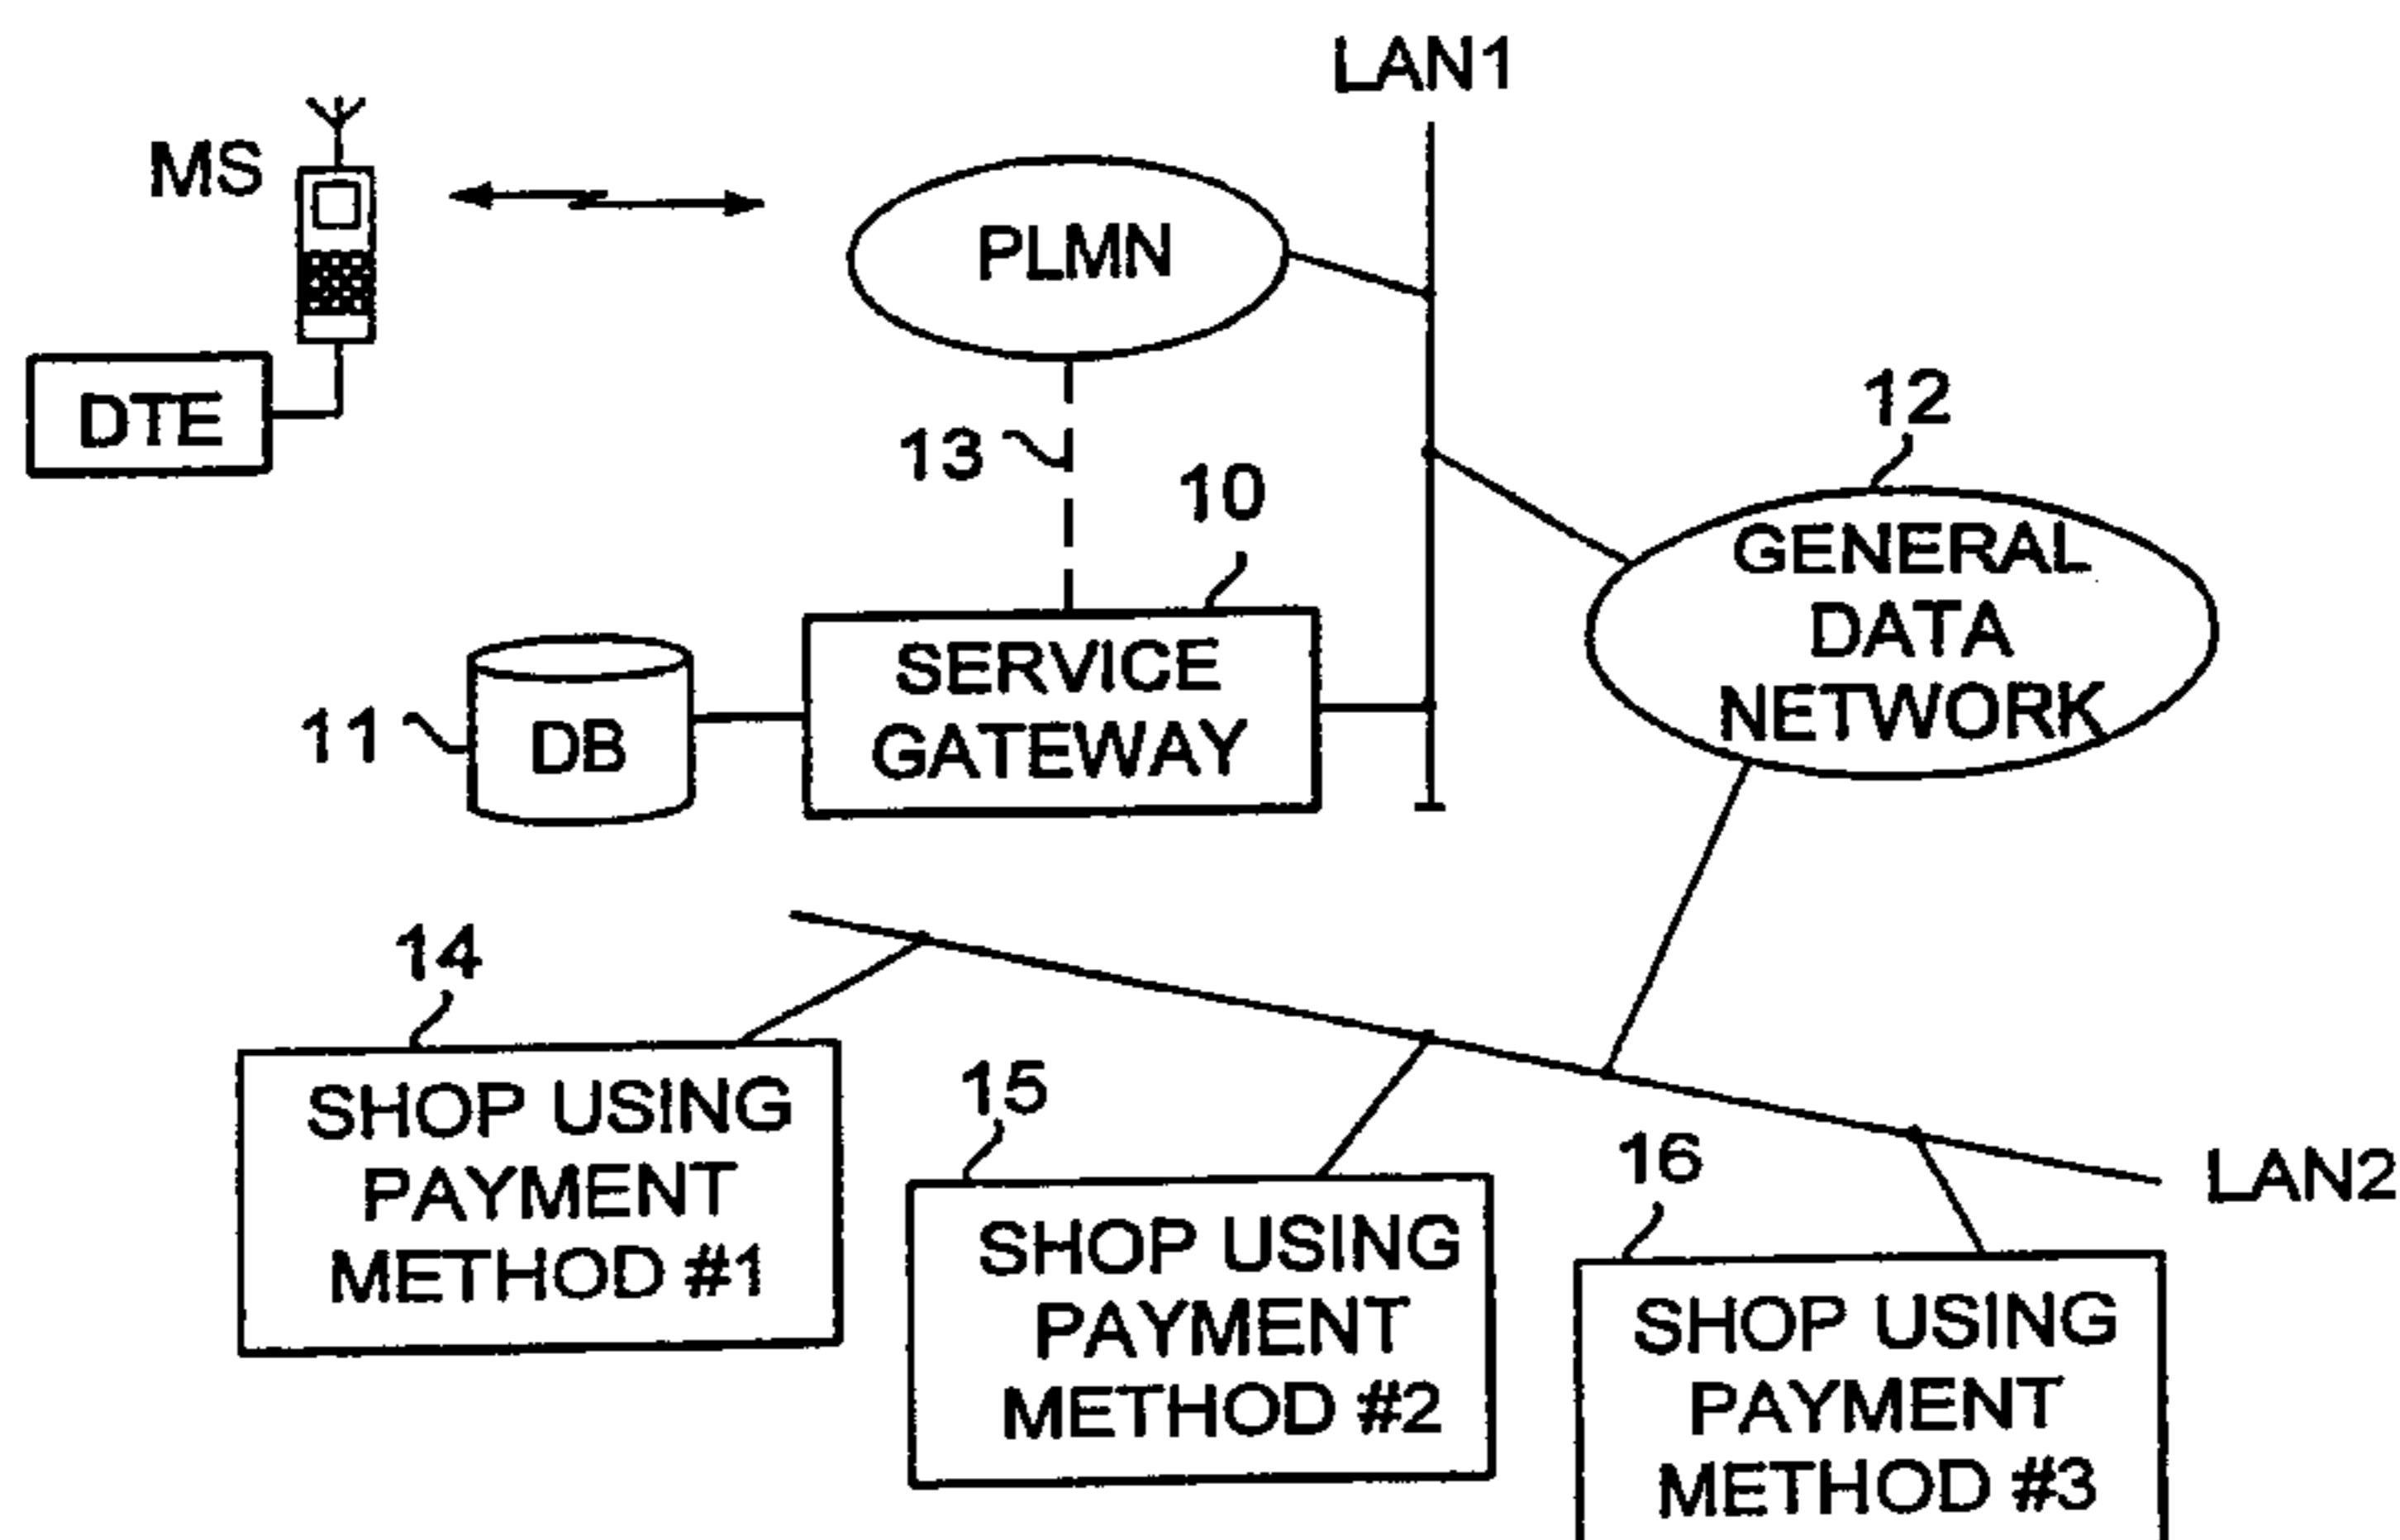 LAN1
MS
PLMN
DTE
12
13
10
GENERAL
DATA
NETWORK
SERVICE
GATEWAY
11
DB
14
SHOP USING
PAYMENT
METHOD #1
15
SHOP USING
PAYMENT
METHOD #2
16
LAN2
SHOP USING
PAYMENT
METHOD #3